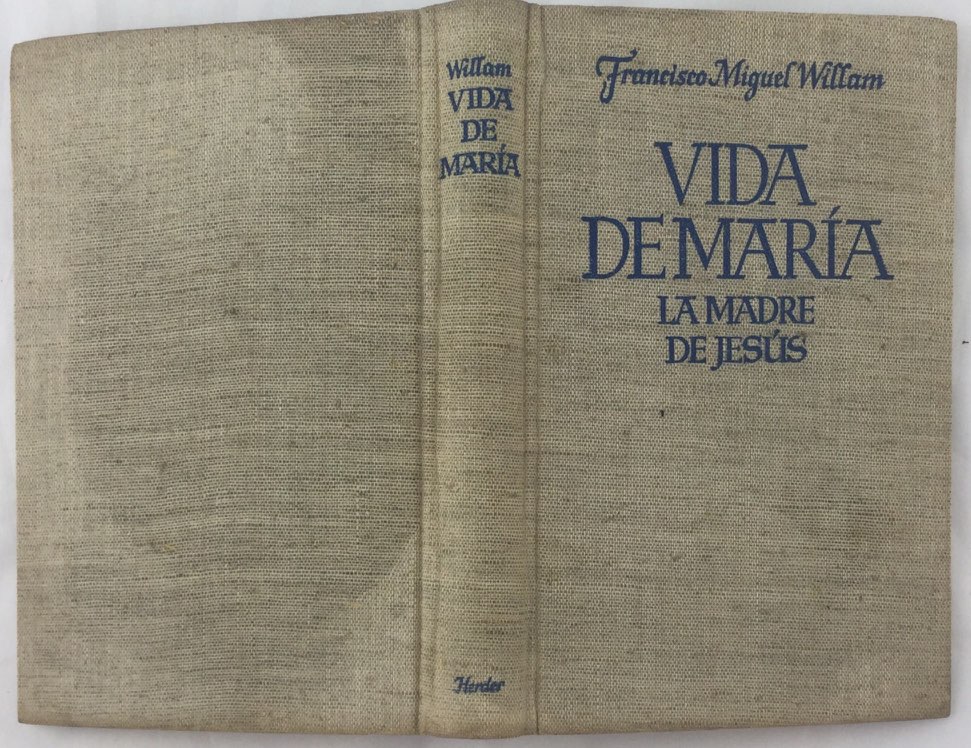 Willam
VIDA
DE
MARÍA
Herder
Francisco Miguel Willam
VIDA
DE MARÍA
LA MADRE
DE JESÚS